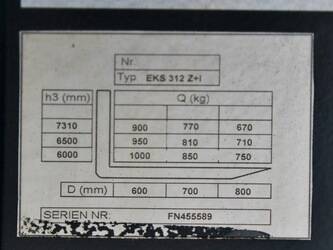 Nr.
Typ EKS 312 Z+I
h3 (mm) Q (kg)
7310 900 770 670
6500 950 810 710
6000 1000 850 750
D (mm) 600 700 800
SERIEN NR: FN455589